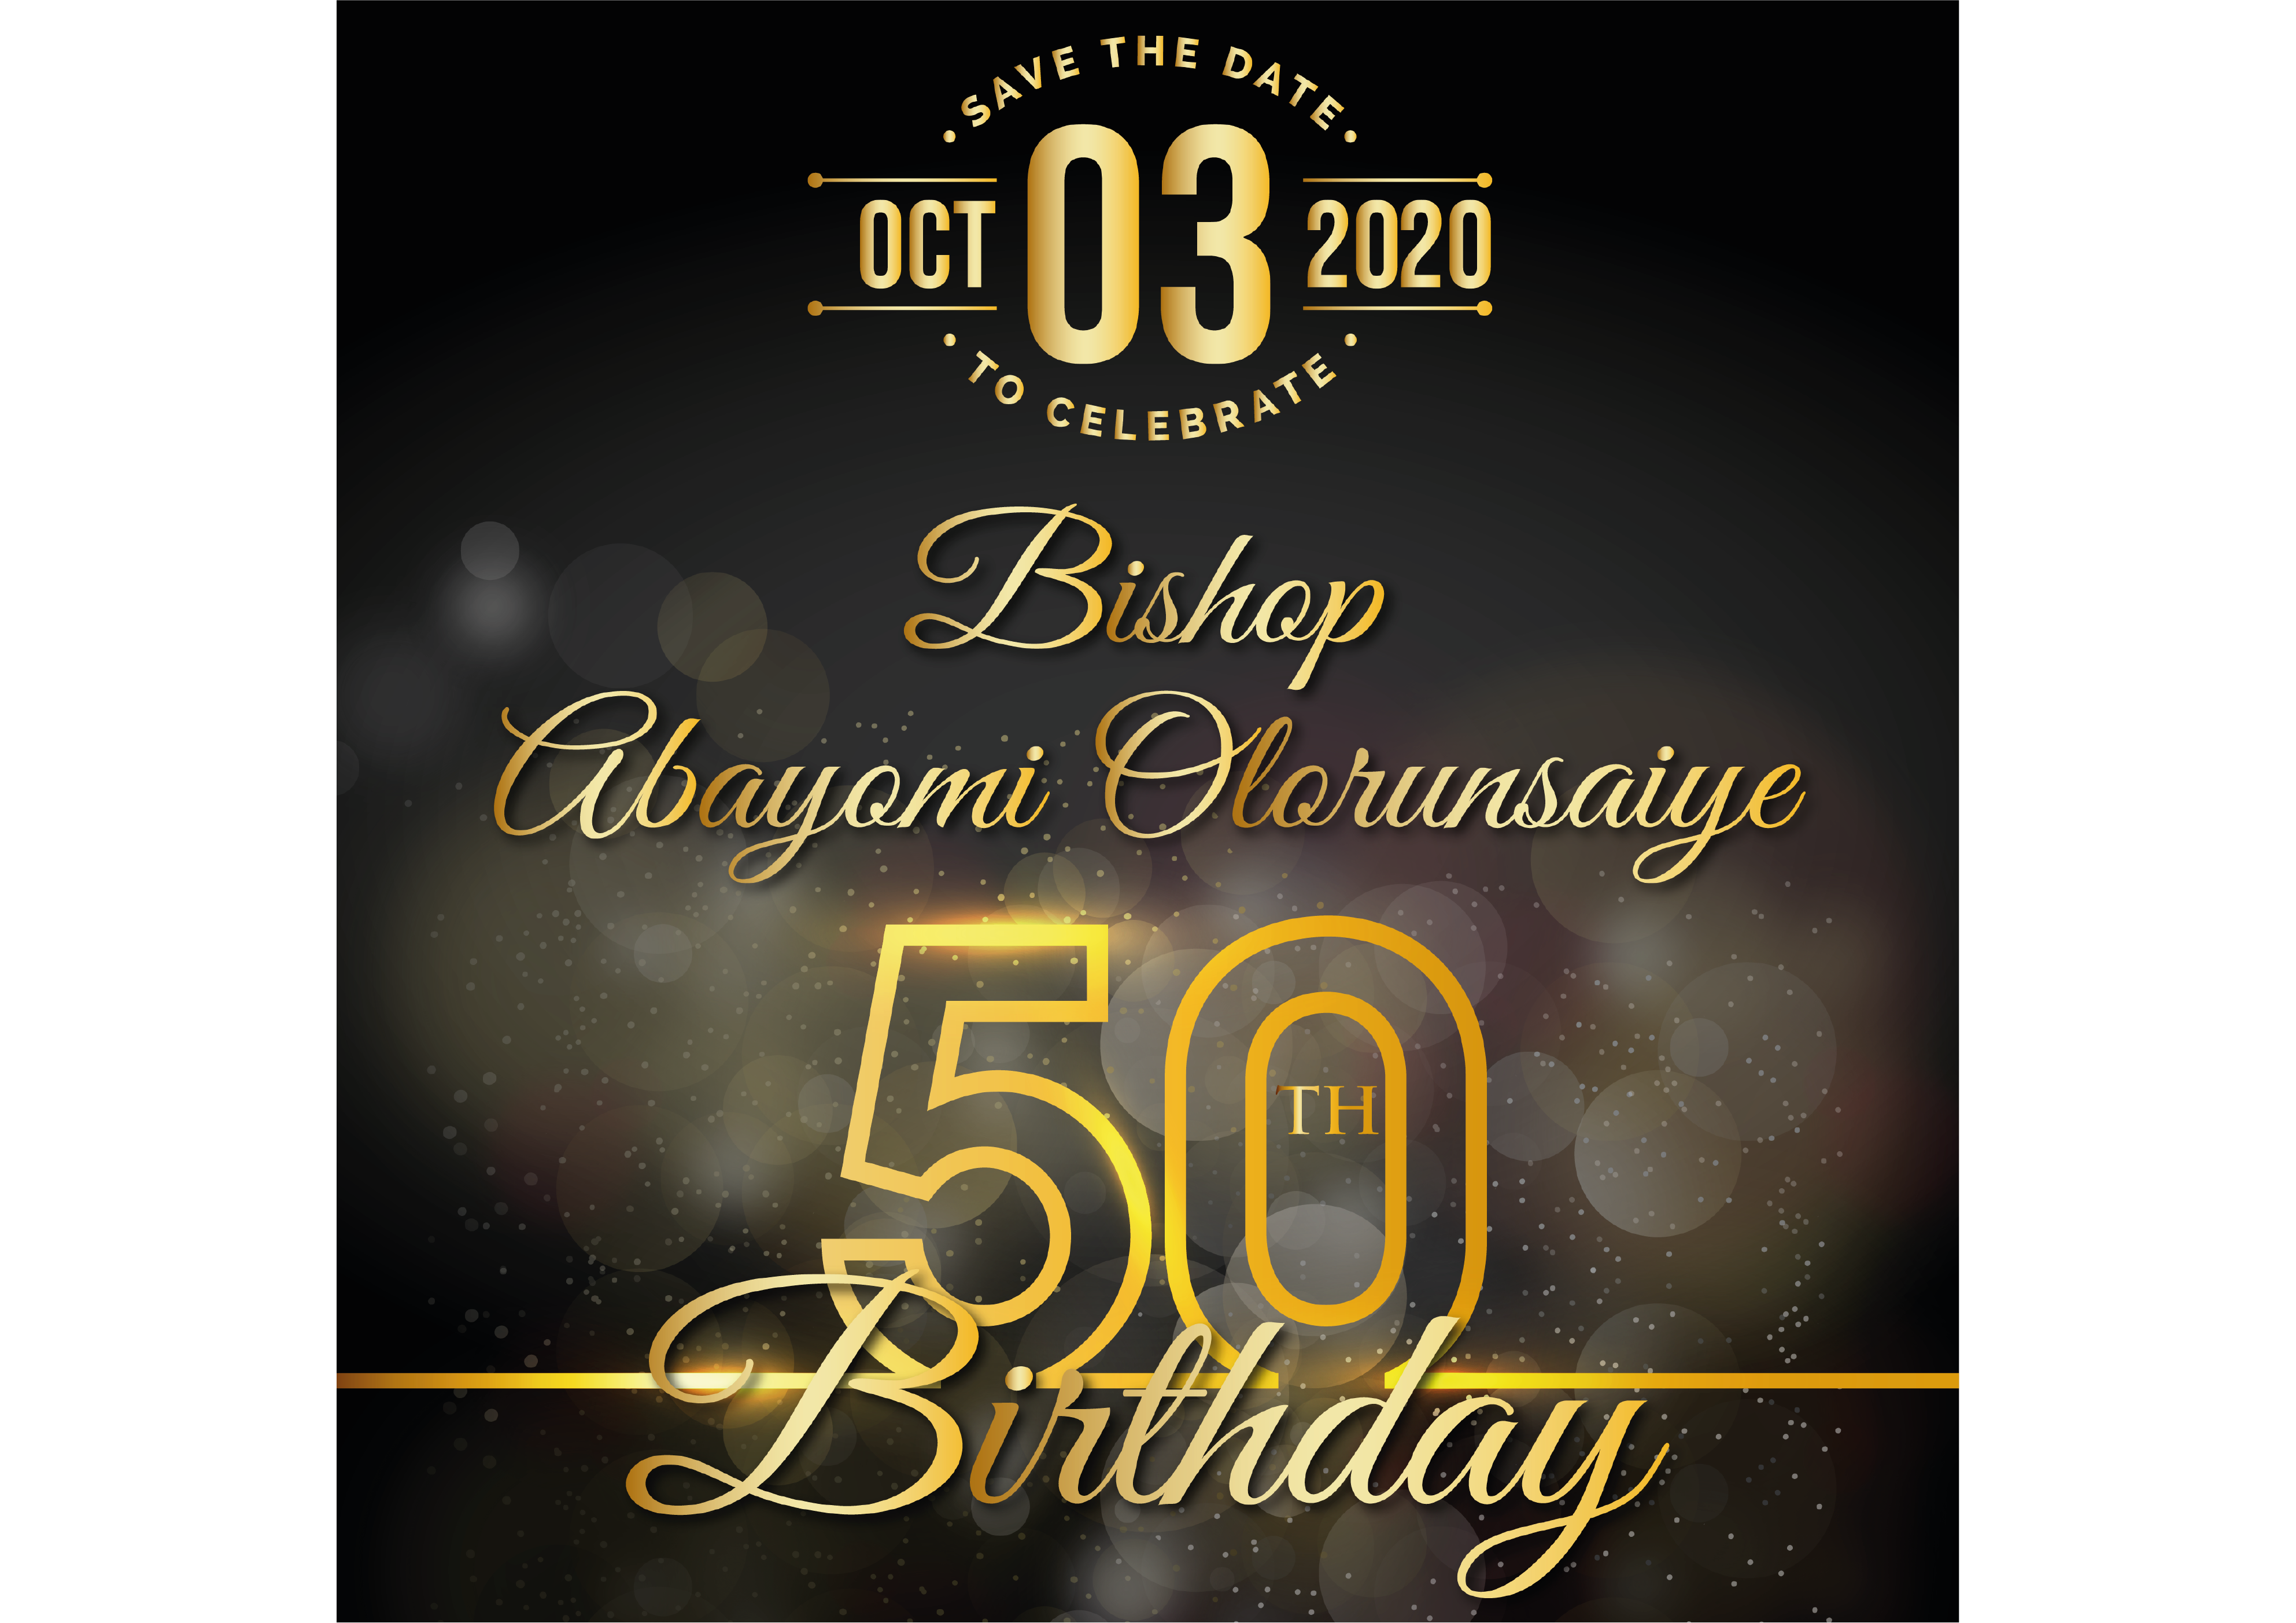 SAVE THE DATE
OCT 03 2020
TO CELEBRATE
Bishop
Abayomi Olorunsaiye
50TH
Birthday